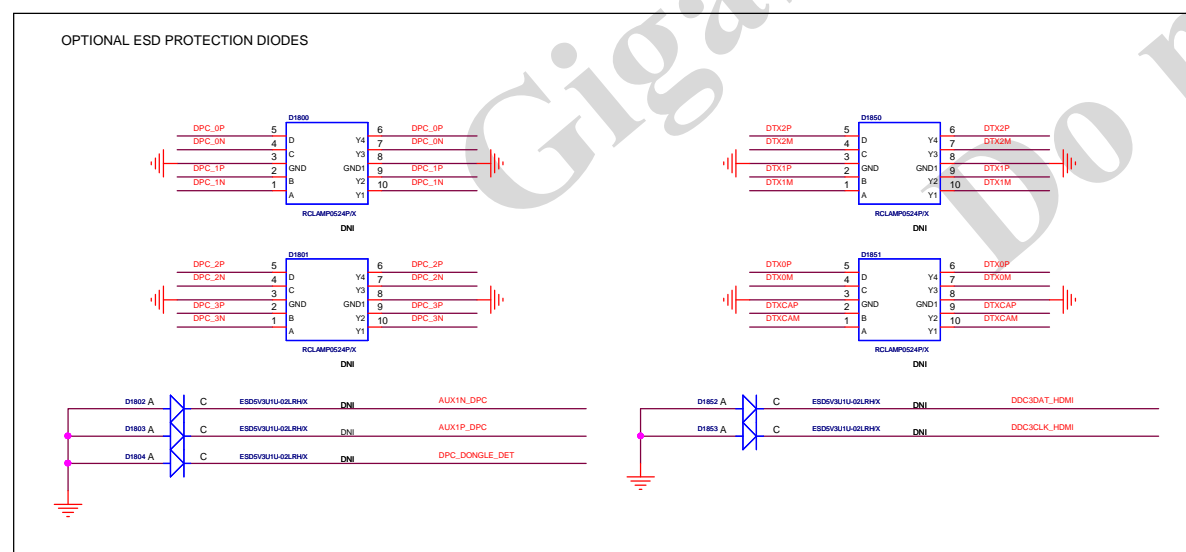 OPTIONAL ESD PROTECTION DIODES
D1800
DPC_0P 5 D Y4 6 DPC_0P
DPC_0N 4 C Y3 7 DPC_0N
3 GND GND1 8
DPC_1P 2 B Y2 9 DPC_1P
DPC_1N 1 A Y1 10 DPC_1N
RCLAMP0524P/X
DNI
D1850
DTX2P 5 D Y4 6 DTX2P
DTX2M 4 C Y3 7 DTX2M
3 GND GND1 8
DTX1P 2 B Y2 9 DTX1P
DTX1M 1 A Y1 10 DTX1M
RCLAMP0524P/X
DNI
D1801
DPC_2P 5 D Y4 6 DPC_2P
DPC_2N 4 C Y3 7 DPC_2N
3 GND GND1 8
DPC_3P 2 B Y2 9 DPC_3P
DPC_3N 1 A Y1 10 DPC_3N
RCLAMP0524P/X
DNI
D1851
DTX0P 5 D Y4 6 DTX0P
DTX0M 4 C Y3 7 DTX0M
3 GND GND1 8
DTXCAP 2 B Y2 9 DTXCAP
DTXCAM 1 A Y1 10 DTXCAM
RCLAMP0524P/X
DNI
D1802 A C ESD5V3U1U-02LRH/X DNI AUX1N_DPC
D1803 A C ESD5V3U1U-02LRH/X DNI AUX1P_DPC
D1804 A C ESD5V3U1U-02LRH/X DNI DPC_DONGLE_DET
D1852 A C ESD5V3U1U-02LRH/X DNI DDC3DAT_HDMI
D1853 A C ESD5V3U1U-02LRH/X DNI DDC3CLK_HDMI